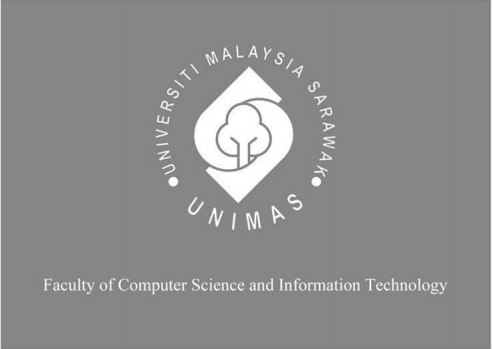 UNIVERSITI MALAYSIA SARAWAK
UNIMAS
Faculty of Computer Science and Information Technology